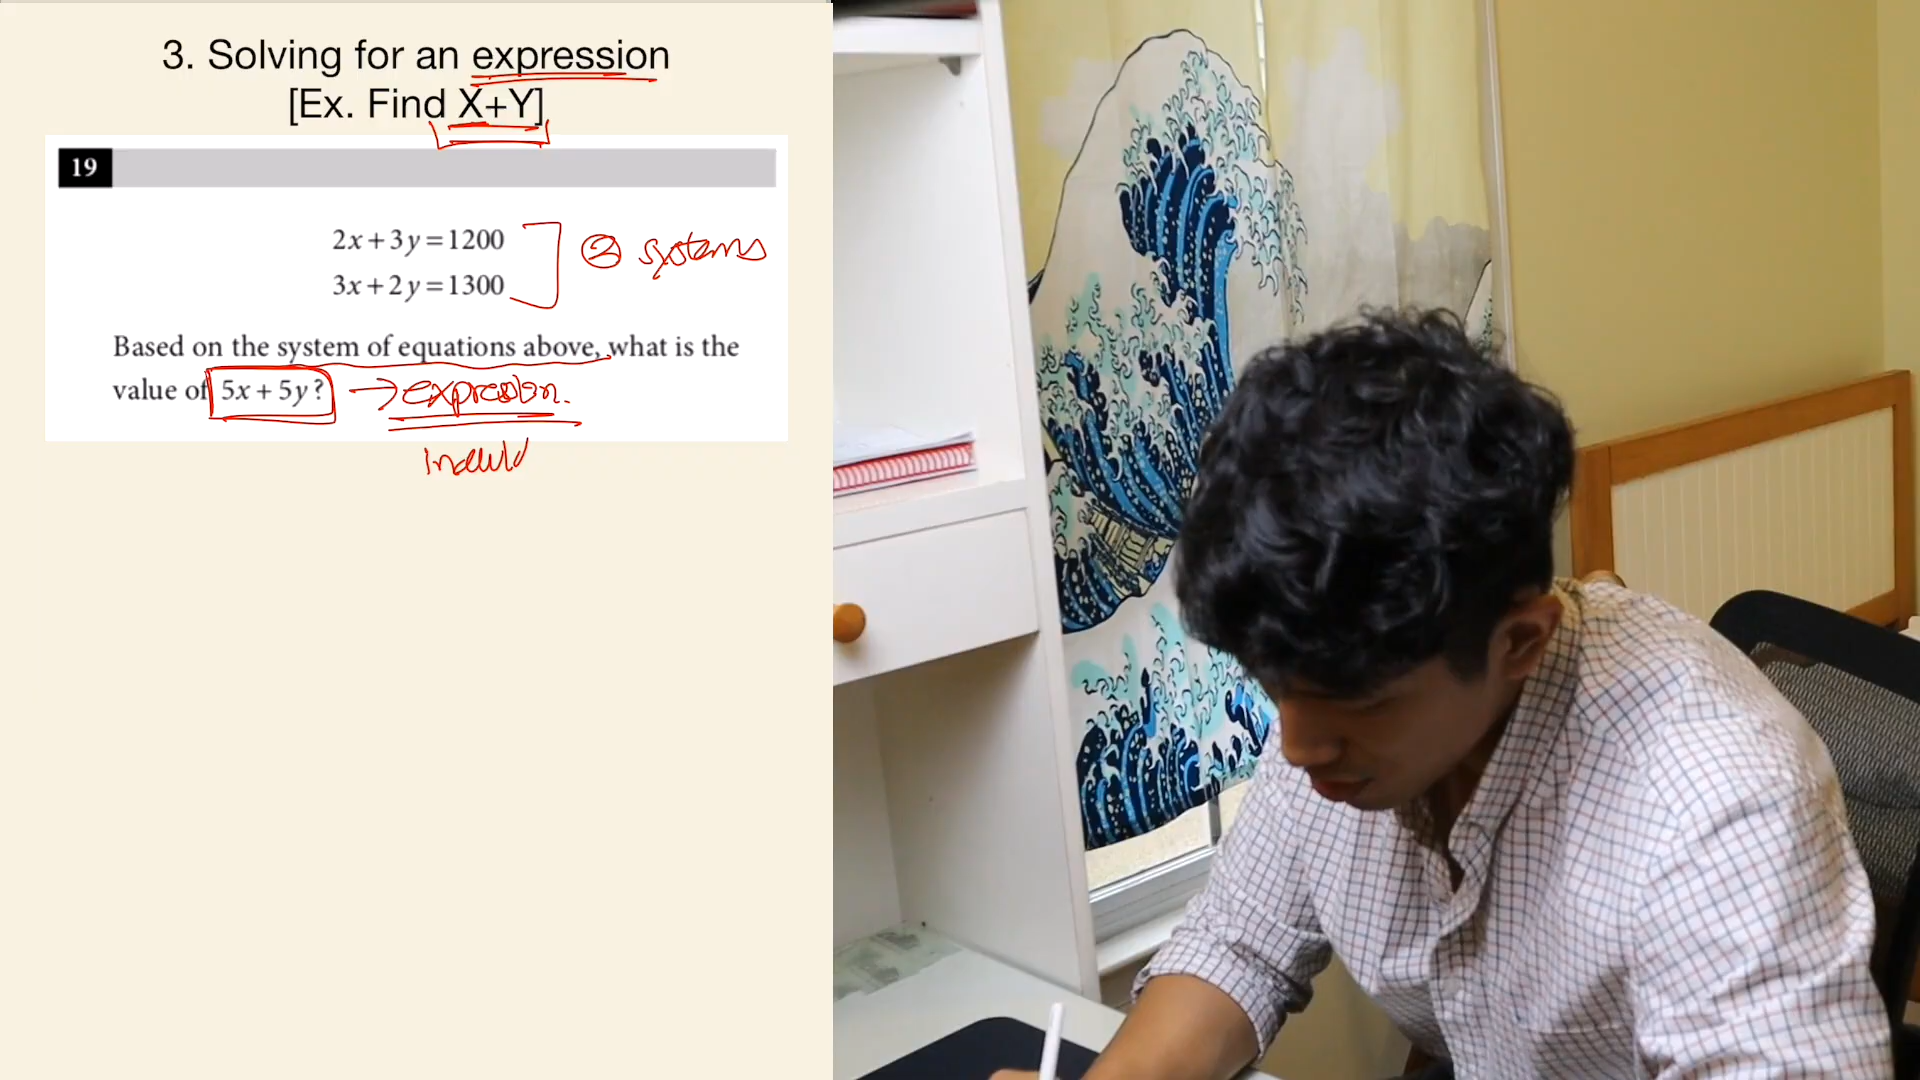 3. Solving for an expression
[Ex. Find X+Y]
19
2x+3y=1200
3x+2y=1300
② systems
Based on the system of equations above, what is the
value of 5x + 5y? → expression.